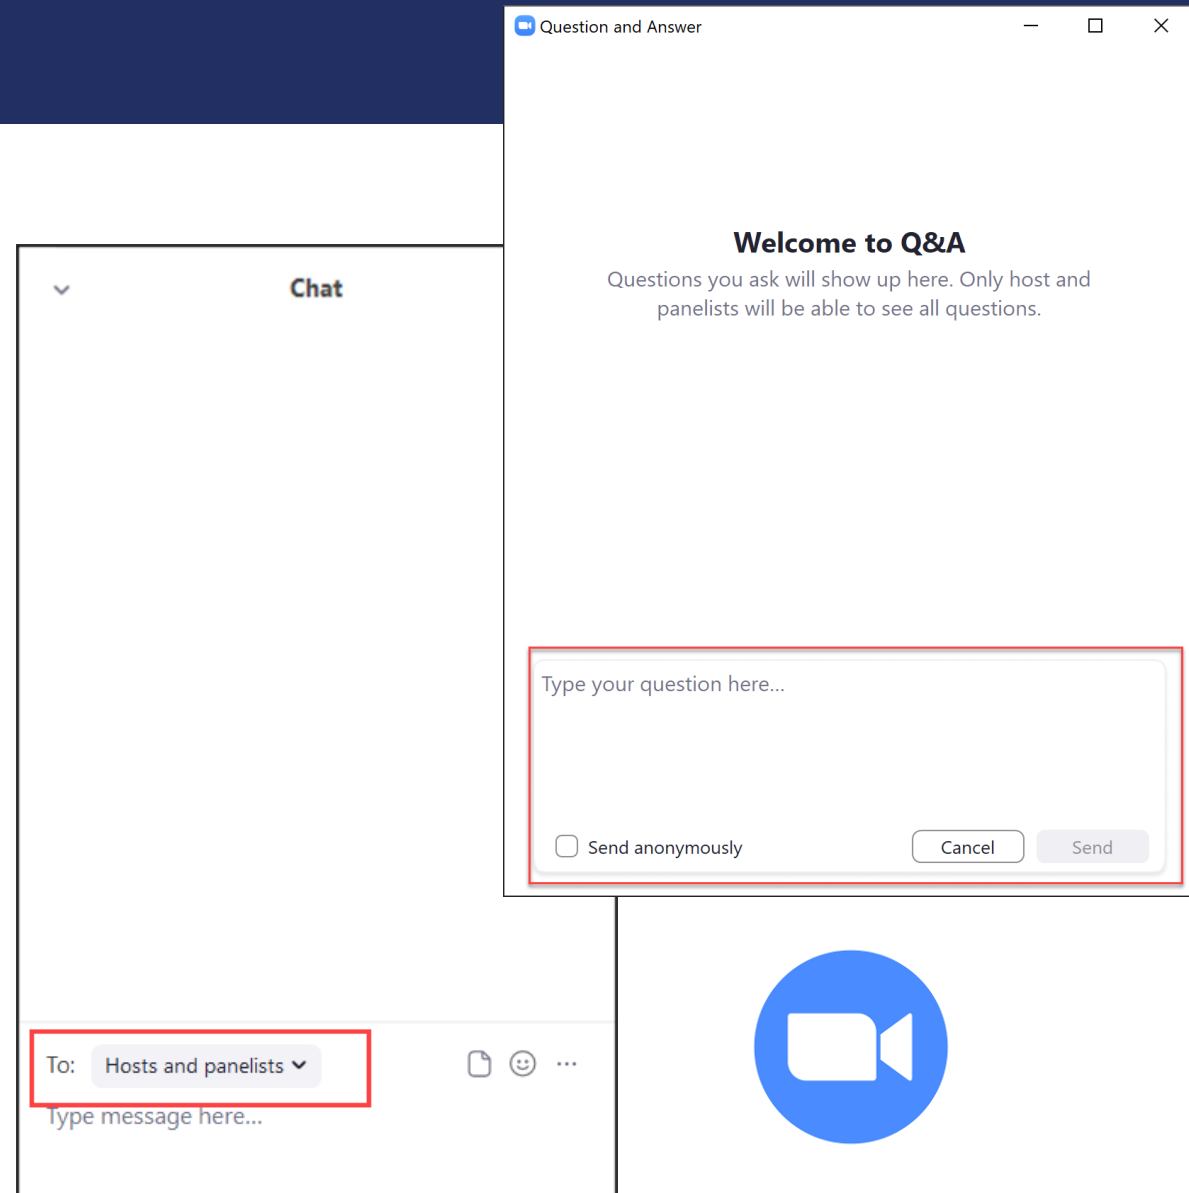 Question and Answer
Welcome to Q&A
Questions you ask will show up here. Only host and
panelists will be able to see all questions.
Type your question here...
Send anonymously
Cancel
Send
Chat
To:
Hosts and panelists
Type message here...